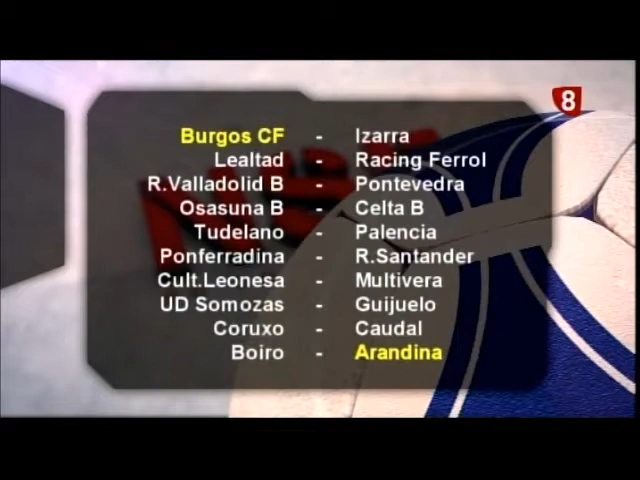 8
Burgos CF - Izarra
Lealtad - Racing Ferrol
R.Valladolid B - Pontevedra
Osasuna B - Celta B
Tudelano - Palencia
Ponferradina - R.Santander
Cult.Leonesa - Multivera
UD Somozas - Guijuelo
Coruxo - Caudal
Boiro - Arandina